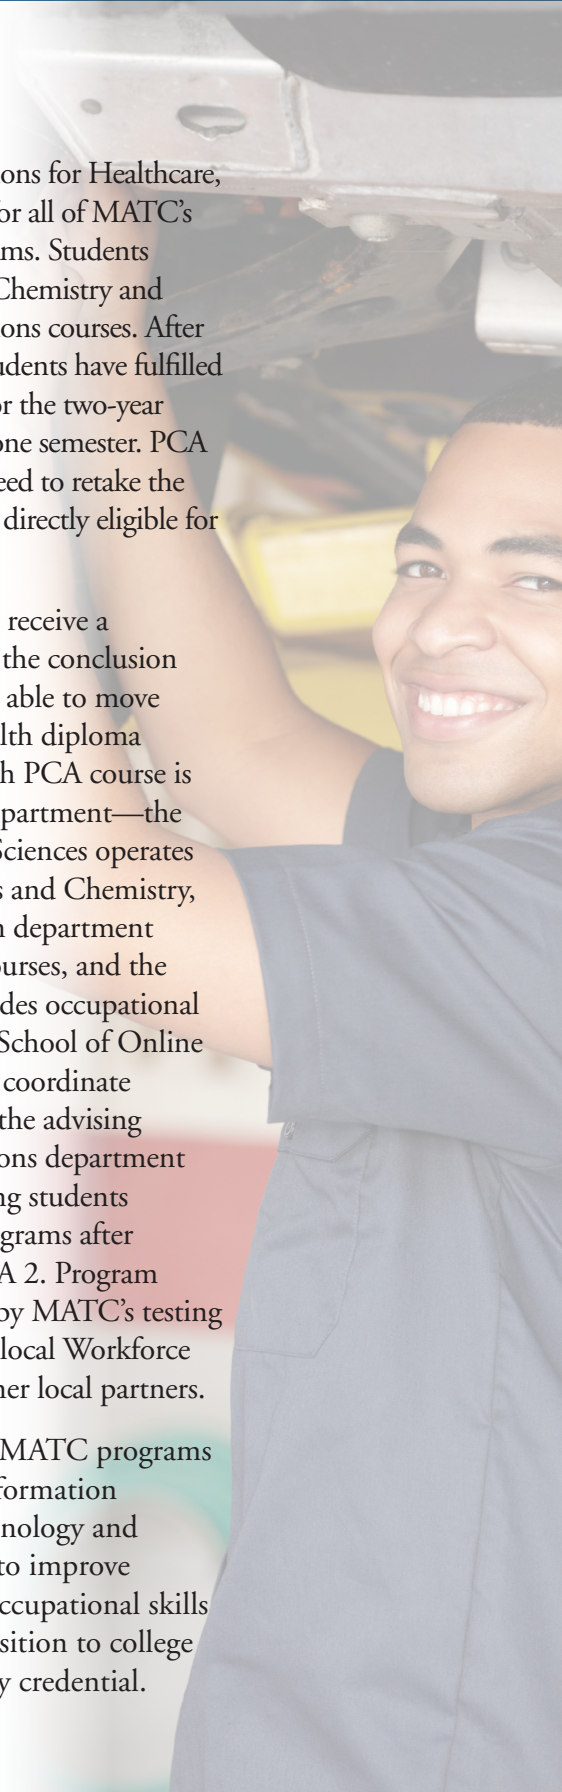 ons for Healthcare,
or all of MATC's
ms. Students
Chemistry and
ons courses. After
udents have fulfilled
or the two-year
one semester. PCA
eed to retake the
directly eligible for
receive a
the conclusion
able to move
lth diploma
h PCA course is
partment—the
Sciences operates
s and Chemistry,
n department
ourses, and the
des occupational
School of Online
coordinate
the advising
ons department
ng students
grams after
A 2. Program
by MATC's testing
local Workforce
her local partners.
MATC programs
formation
nology and
to improve
ccupational skills
sition to college
y credential.